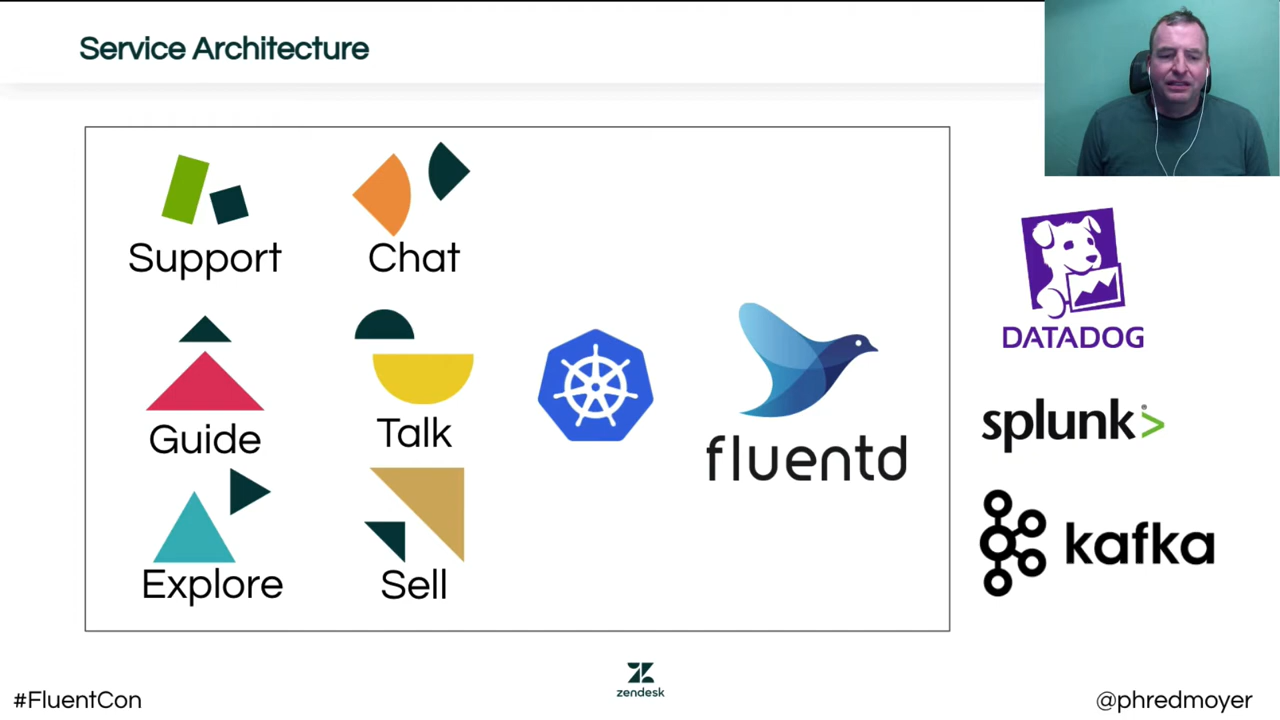 Service Architecture
Support
Chat
Guide
Talk
Explore
Sell
fluentd
DATADOG
splunk>
kafka
#FluentCon
zendesk
@phredmoyer